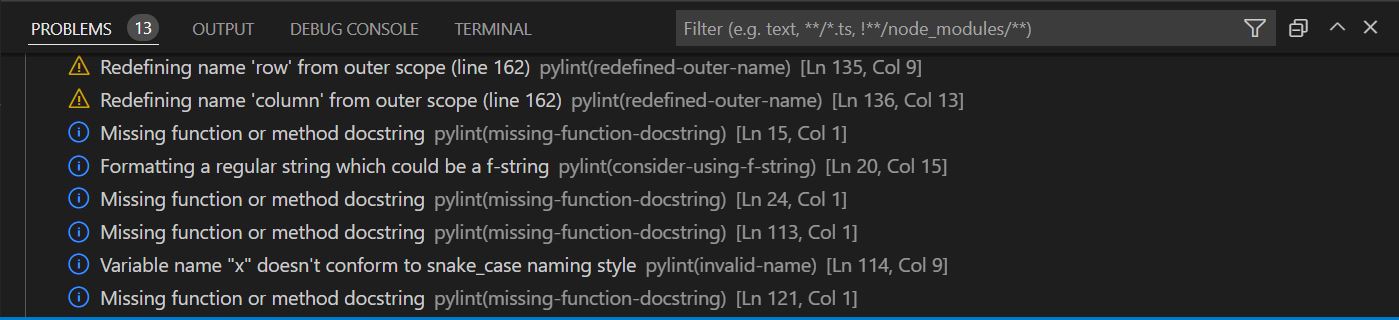 PROBLEMS 13 OUTPUT DEBUG CONSOLE TERMINAL Filter (e.g. text, **/*.ts, !**/node_modules/**)
Redefining name 'row' from outer scope (line 162) pylint(redefined-outer-name) [Ln 135, Col 9]
Redefining name 'column' from outer scope (line 162) pylint(redefined-outer-name) [Ln 136, Col 13]
Missing function or method docstring pylint(missing-function-docstring) [Ln 15, Col 1]
Formatting a regular string which could be a f-string pylint(consider-using-f-string) [Ln 20, Col 15]
Missing function or method docstring pylint(missing-function-docstring) [Ln 24, Col 1]
Missing function or method docstring pylint(missing-function-docstring) [Ln 113, Col 1]
Variable name "x" doesn't conform to snake_case naming style pylint(invalid-name) [Ln 114, Col 9]
Missing function or method docstring pylint(missing-function-docstring) [Ln 121, Col 1]